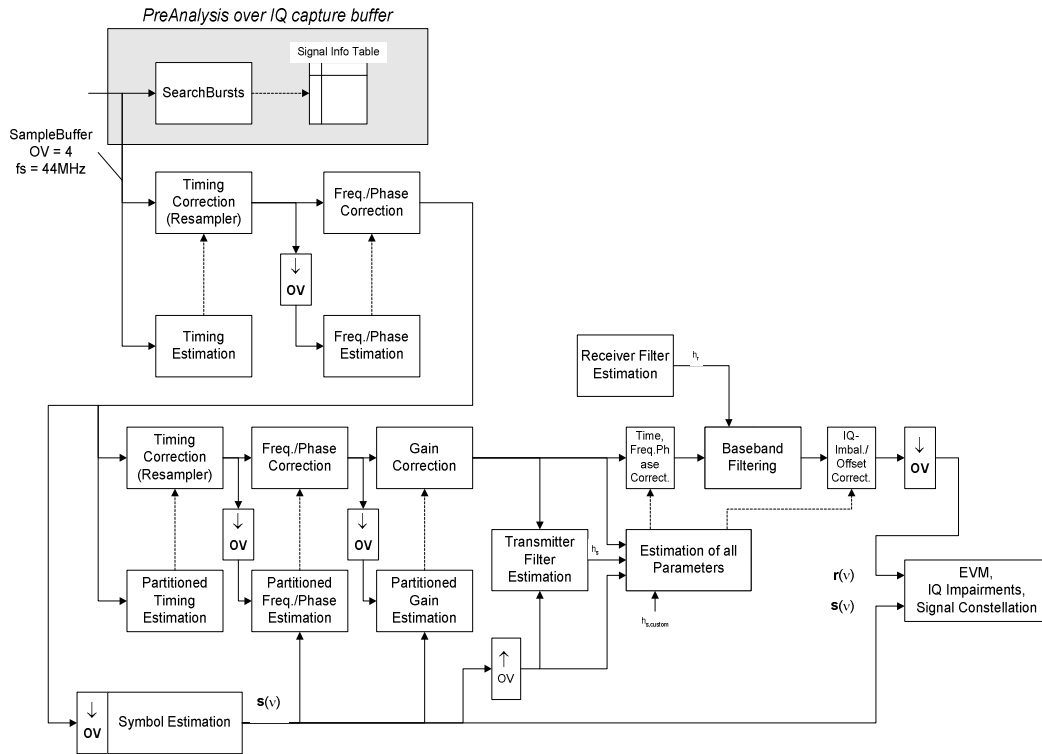 PreAnalysis over IQ capture buffer
Signal Info Table
SearchBursts
SampleBuffer
OV = 4
fs = 44MHz
Timing
Correction
(Resampler)
Freq./Phase
Correction
↓
OV
Timing
Estimation
Freq./Phase
Estimation
Receiver Filter
Estimation
hr
Timing
Correction
(Resampler)
Freq./Phase
Correction
Gain
Correction
Time,
Freq.Ph
ase
Correct.
Baseband
Filtering
IQ-
Imbal./
Offset
Correct.
↓
OV
↓
OV
↓
OV
Transmitter
Filter
Estimation
hs
Estimation of all
Parameters
Partitioned
Timing
Estimation
Partitioned
Freq./Phase
Estimation
Partitioned
Gain
Estimation
r(ν)
s(ν)
EVM,
IQ Impairments,
Signal Constellation
hs,custom
↑
OV
s(ν)
↓
OV
Symbol Estimation